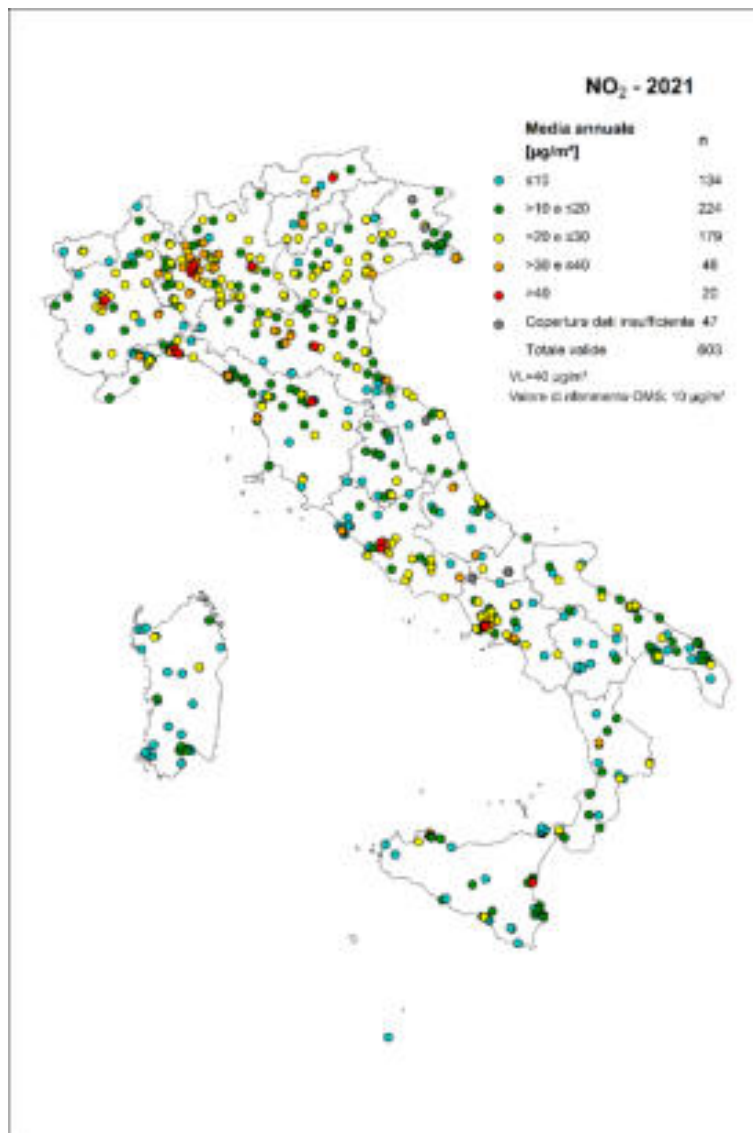 NO₂ - 2021
Media annuale n
[µg/m³]
≤10 134
>10 e ≤20 224
>20 e ≤30 179
>30 e ≤40 46
>40 20
Copertura dati insufficiente 47
Totale valide 603
VL=40 µg/m³
Valore di riferimento OMS: 10 µg/m³